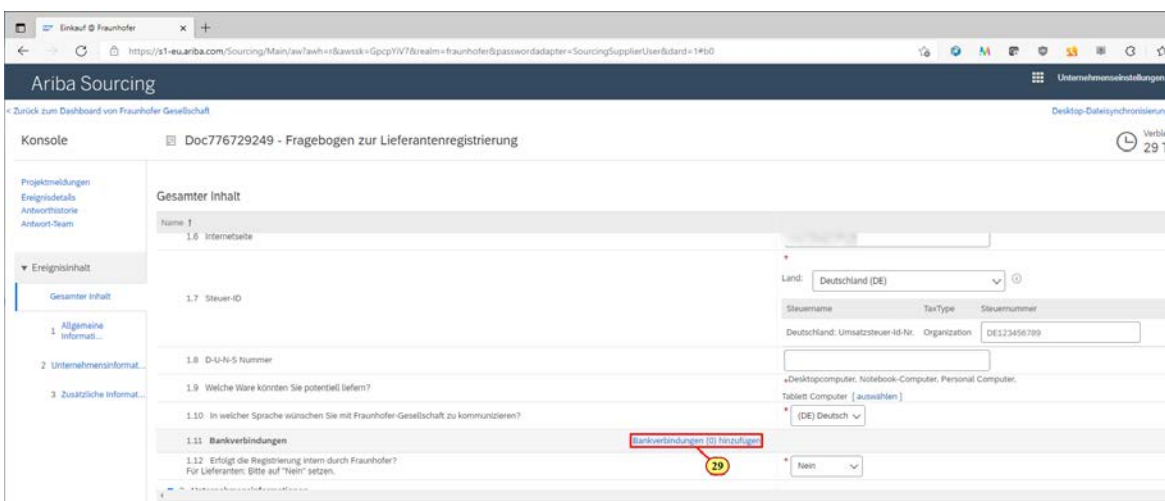 Einkauf @ Fraunhofer
https://s1-eu.ariba.com/Sourcing/Main/aw?awh=r&awssk=GpcpYiV7&realm=fraunhofer&passwordadapter=SourcingSupplierUser&dard=1#b0
Ariba Sourcing
Unternehmenseinstellungen
< Zurück zum Dashboard von Fraunhofer Gesellschaft
Desktop-Dateisynchronisierun
Konsole
Doc776729249 - Fragebogen zur Lieferantenregistrierung
Verbl
29 T
Projektmeldungen
Ereignisdetails
Antworthistorie
Antwort-Team
Gesamter Inhalt
Name ↑
1.6 Internetseite
*
▼ Ereignisinhalt
Land: Deutschland (DE)
Gesamter Inhalt
1.7 Steuer-ID
Steuername TaxType Steuernummer
1 Allgemeine Informati...
Deutschland: Umsatzsteuer-Id-Nr. Organization DE123456789
2 Unternehmensinformat...
1.8 D-U-N-S Nummer
3 Zusätzliche Informat...
1.9 Welche Ware könnten Sie potentiell liefern?
*Desktopcomputer, Notebook-Computer, Personal Computer,
Tablett Computer [ auswählen ]
1.10 In welcher Sprache wünschen Sie mit Fraunhofer-Gesellschaft zu kommunizieren?
* (DE) Deutsch
1.11 Bankverbindungen
Bankverbindungen (0) hinzufügen
29
1.12 Erfolgt die Registrierung intern durch Fraunhofer?
Für Lieferanten: Bitte auf "Nein" setzen.
* Nein